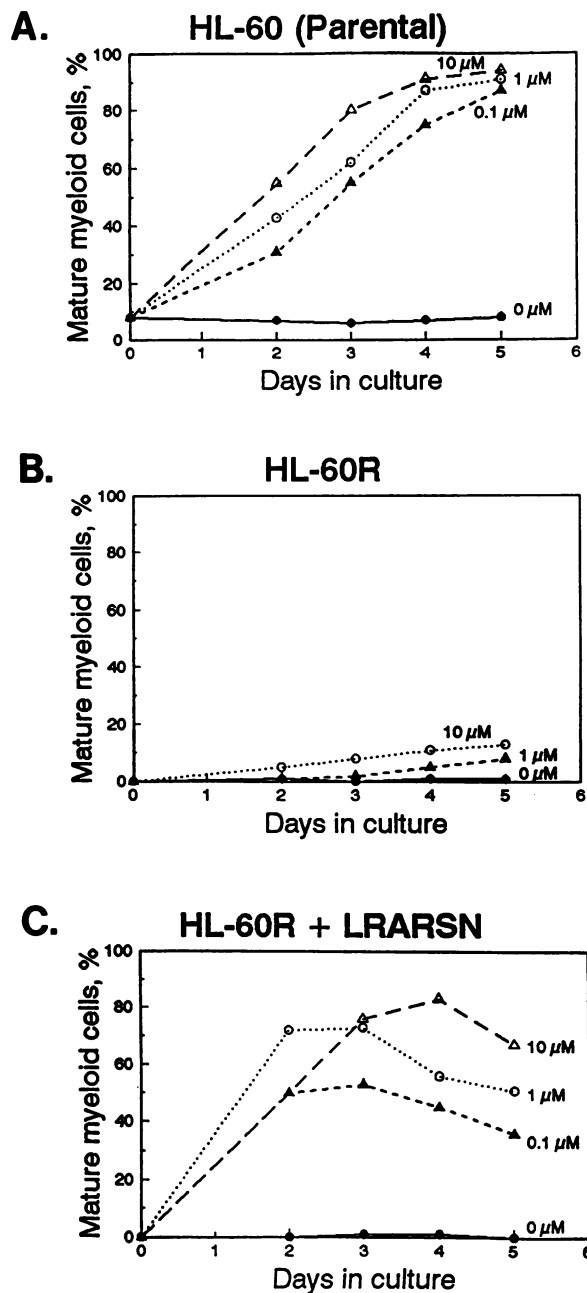 A.
HL-60 (Parental)
Mature myeloid cells, %
100
80
60
40
20
0
10 µM
1 µM
0.1 µM
0 µM
0 1 2 3 4 5 6
Days in culture
B.
HL-60R
Mature myeloid cells, %
100
80
60
40
20
0
10 µM
1 µM
0 µM
0 1 2 3 4 5 6
Days in culture
C.
HL-60R + LRARSN
Mature myeloid cells, %
100
80
60
40
20
0
10 µM
1 µM
0.1 µM
0 µM
0 2 3 4 5 6
Days in culture